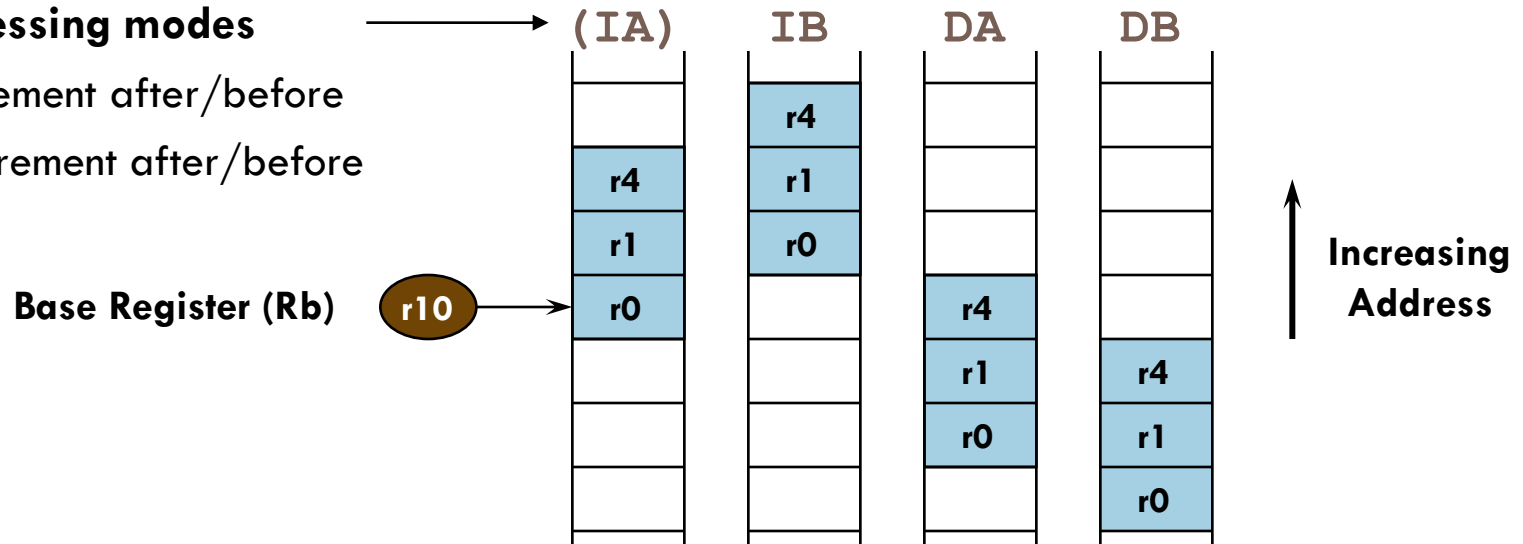 essing modes
(IA) IB DA DB
ement after/before
rement after/before
r4
r4 r1
r1 r0
Base Register (Rb) r10 r0 r4
r1 r4
r0 r1
r0
Increasing
Address